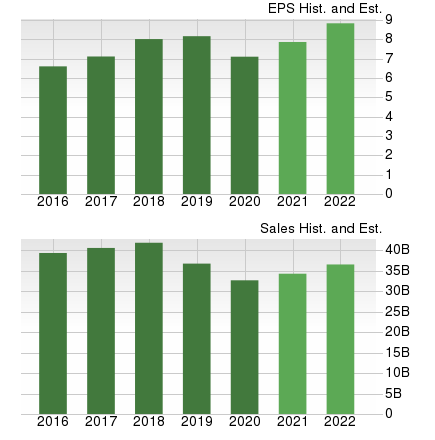 EPS Hist. and Est.
9
8
7
6
5
4
3
2
1
0
2016 2017 2018 2019 2020 2021 2022
Sales Hist. and Est.
40B
35B
30B
25B
20B
15B
10B
5B
0
2016 2017 2018 2019 2020 2021 2022